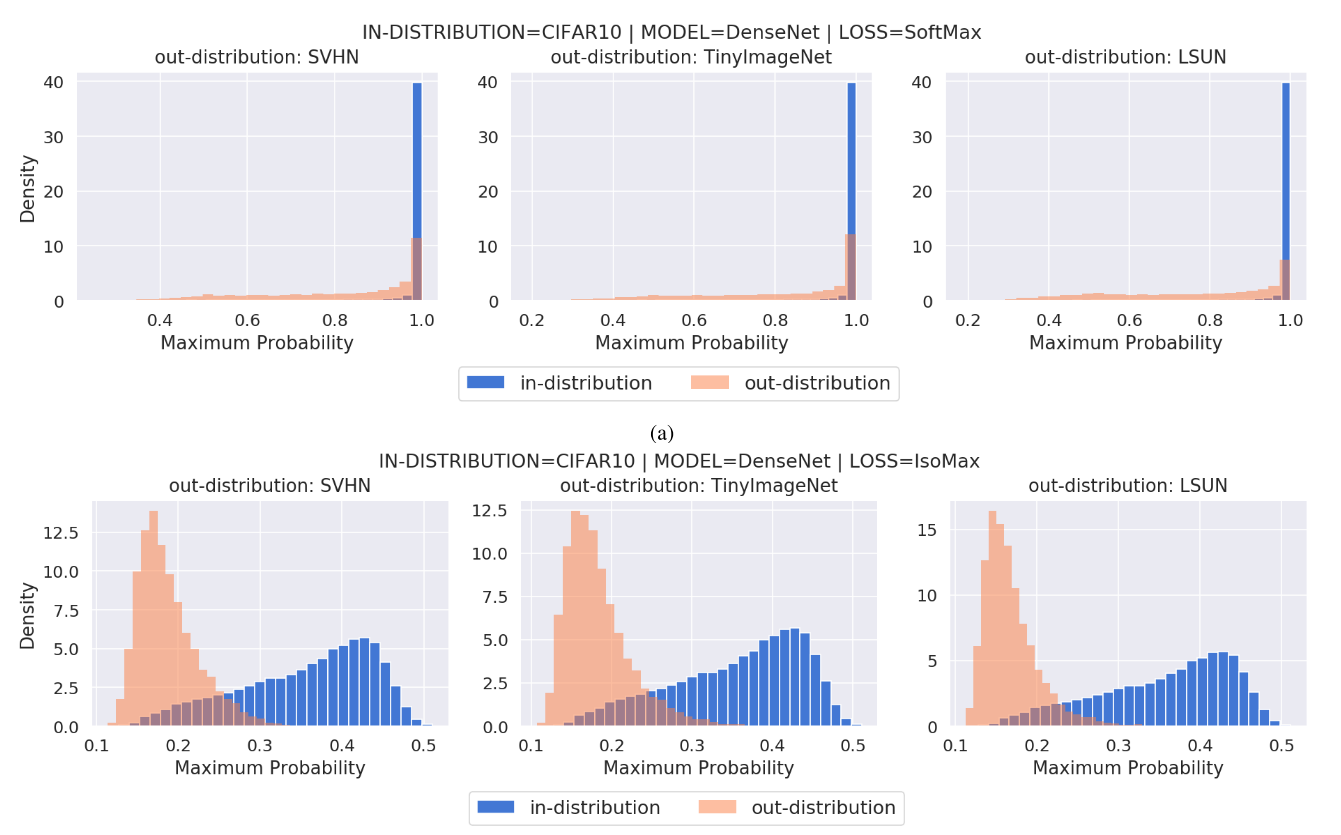 IN-DISTRIBUTION=CIFAR10 | MODEL=DenseNet | LOSS=SoftMax
out-distribution: SVHN
out-distribution: TinyImageNet
out-distribution: LSUN
Density
40
30
20
10
0
0.4 0.6 0.8 1.0
Maximum Probability
40
30
20
10
0
0.2 0.4 0.6 0.8 1.0
Maximum Probability
40
30
20
10
0
0.2 0.4 0.6 0.8 1.0
Maximum Probability
in-distribution out-distribution
(a)
IN-DISTRIBUTION=CIFAR10 | MODEL=DenseNet | LOSS=IsoMax
out-distribution: SVHN
out-distribution: TinyImageNet
out-distribution: LSUN
Density
12.5
10.0
7.5
5.0
2.5
0.0
0.1 0.2 0.3 0.4 0.5
Maximum Probability
12.5
10.0
7.5
5.0
2.5
0.0
0.1 0.2 0.3 0.4 0.5
Maximum Probability
15
10
5
0
0.1 0.2 0.3 0.4 0.5
Maximum Probability
in-distribution out-distribution